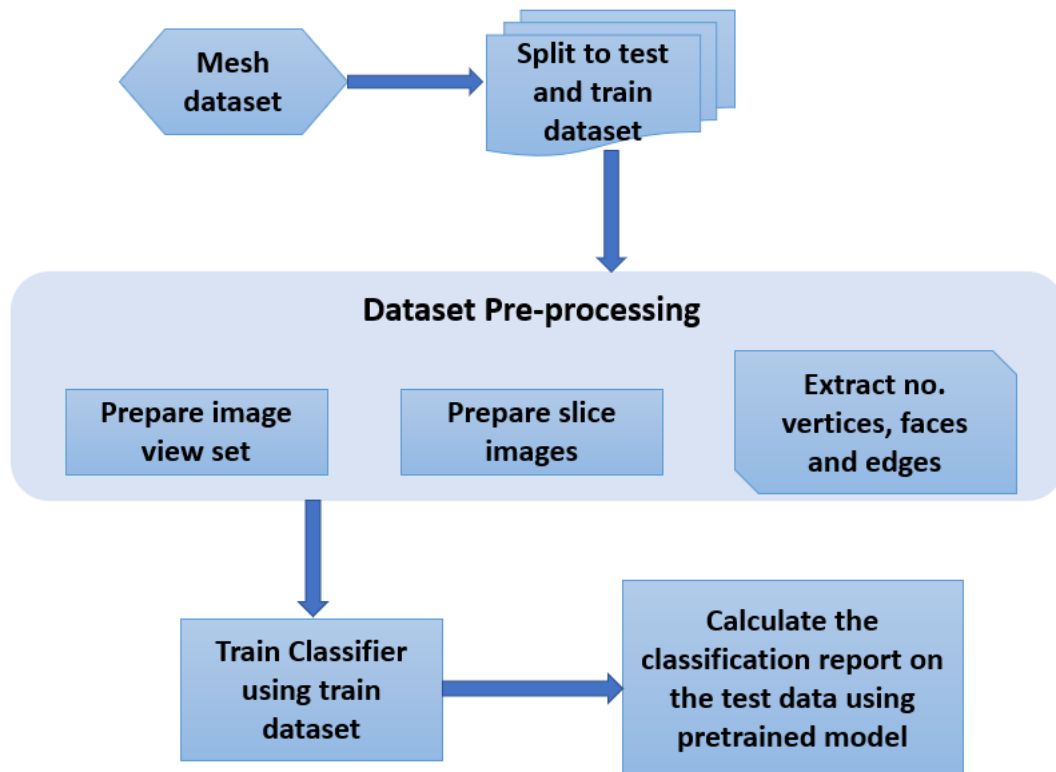 Mesh
dataset
Split to test
and train
dataset
Dataset Pre-processing
Prepare image
view set
Prepare slice
images
Extract no.
vertices, faces
and edges
Train Classifier
using train
dataset
Calculate the
classification report on
the test data using
pretrained model